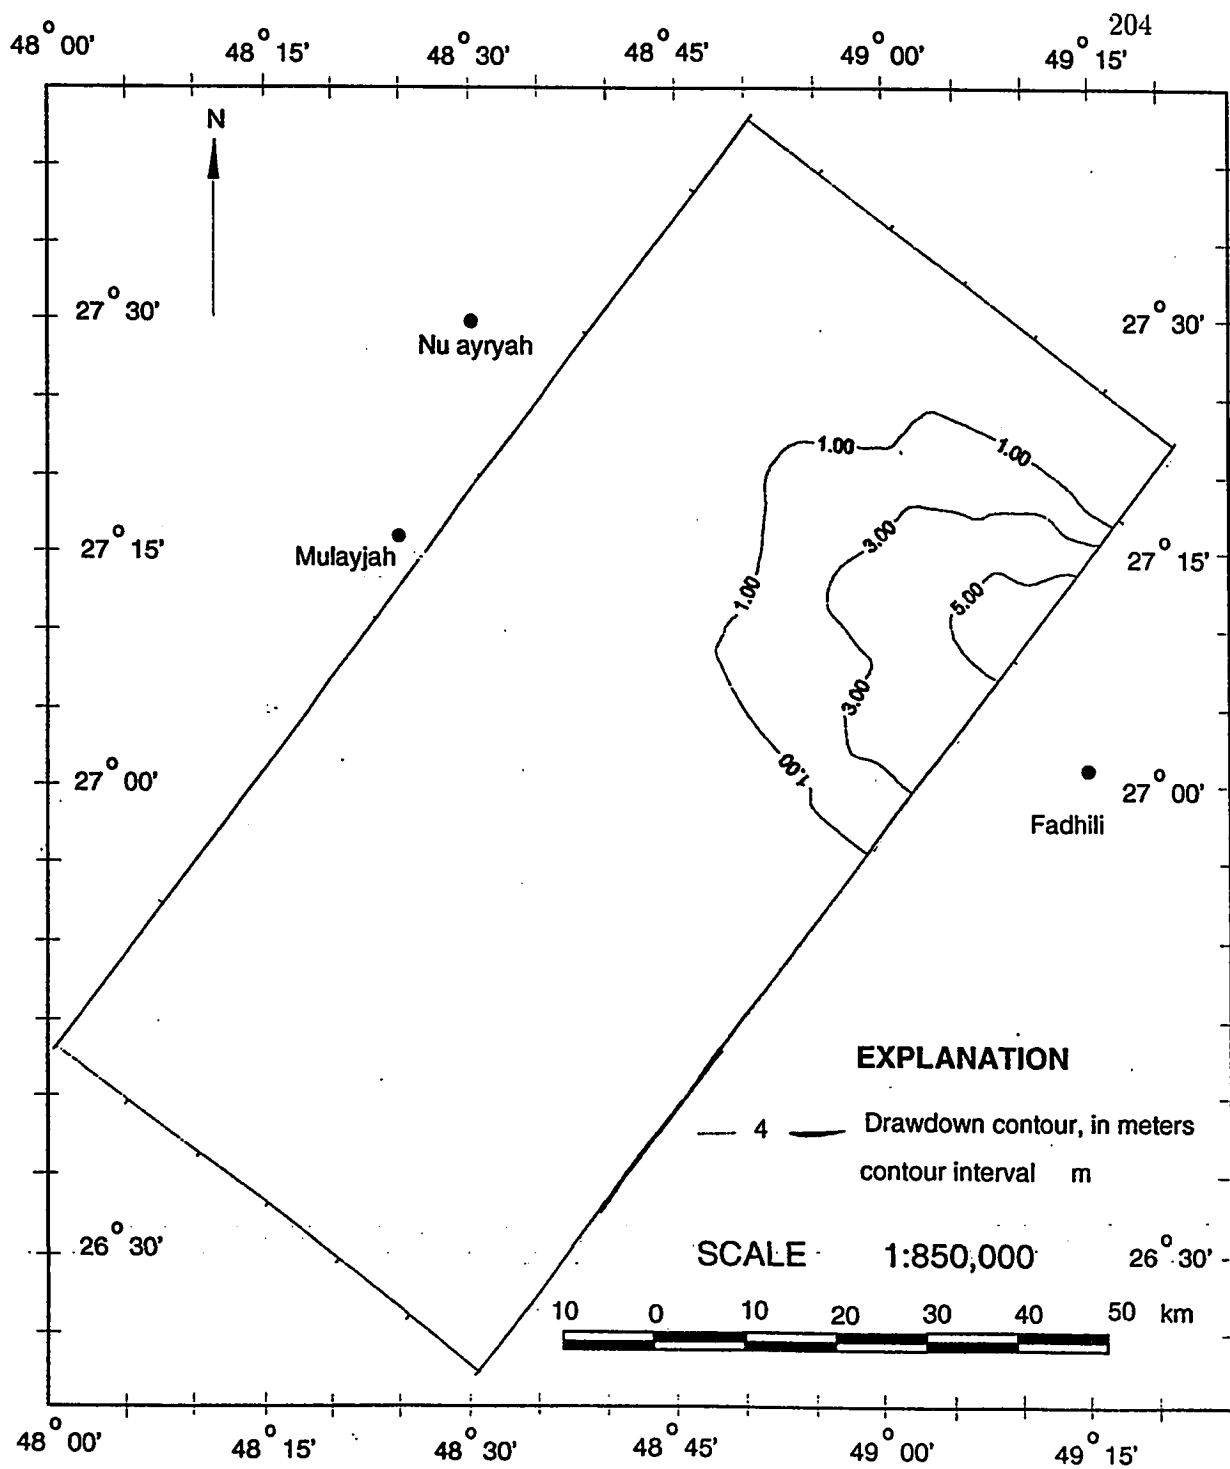 204
48° 00' 48° 15' 48° 30' 48° 45' 49° 00' 49° 15'
N
27° 30' 27° 30'
Nu ayryah
1.00 1.00
3.00
27° 15' 27° 15'
Mulayjah
1.00 5.00
3.00
1.00
27° 00' 27° 00'
Fadhili
EXPLANATION
4 Drawdown contour, in meters
contour interval m
26° 30' SCALE 1:850,000 26° 30'
10 0 10 20 30 40 50 km
48° 00' 48° 15' 48° 30' 48° 45' 49° 00' 49° 15'